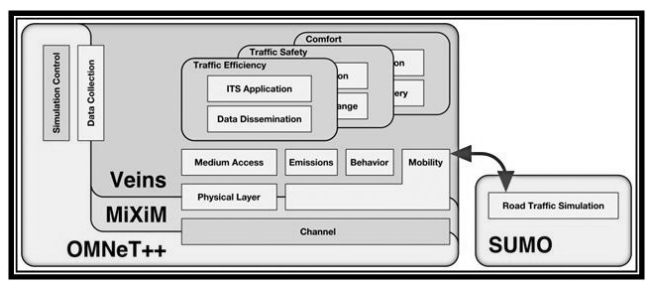 Comfort
Traffic Safety
Traffic Efficiency
Simulation Control
Data Collection
ITS Application
Data Dissemination
on
ange
on
ery
Medium Access
Emissions
Behavior
Mobility
Veins
Physical Layer
MiXiM
Channel
OMNeT++
Road Traffic Simulation
SUMO